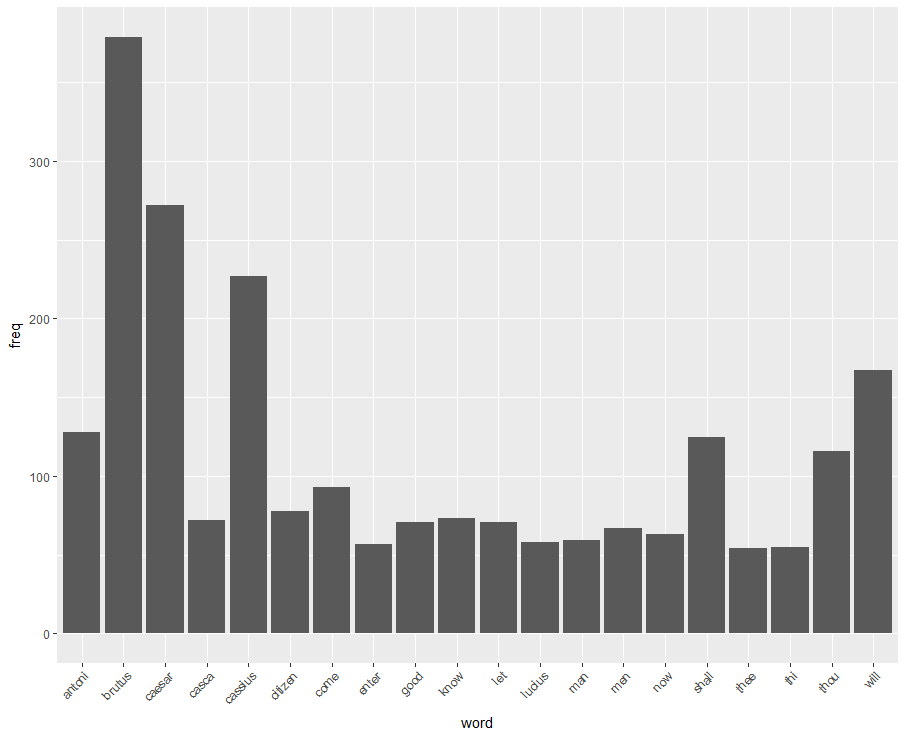 freq
300
200
100
0
antoni brutus caesar casca cassius citizen come enter good know let lucius man men now shall thee thi thou will
word